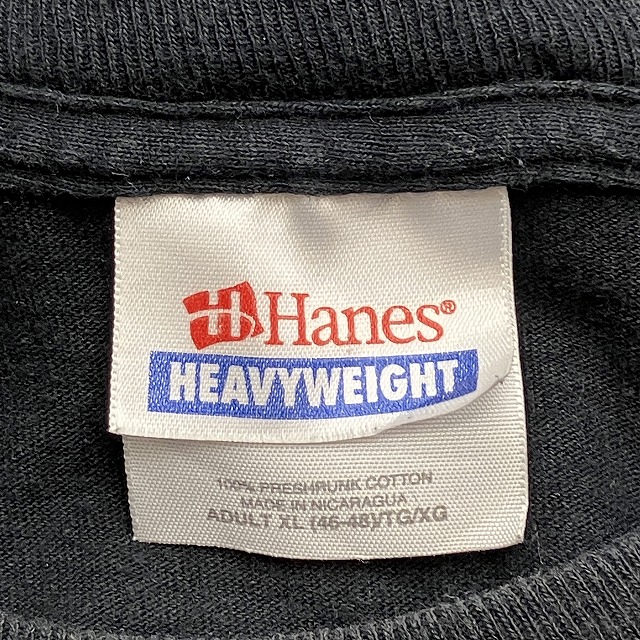 H Hanes®
HEAVYWEIGHT
100% PRESHRUNK COTTON
MADE IN NICARAGUA
ADULT XL (46-48)/TG/XG